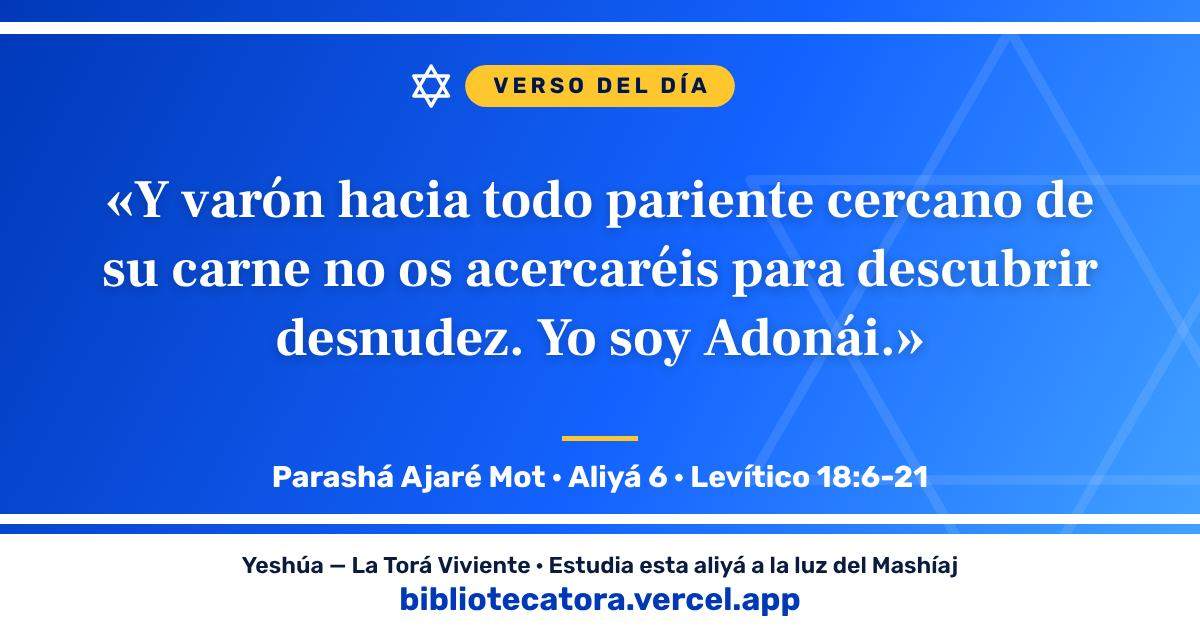 VERSO DEL DÍA
«Y varón hacia todo pariente cercano de
su carne no os acercaréis para descubrir
desnudez. Yo soy Adonái.»
Parashá Ajaré Mot • Aliyá 6 • Levítico 18:6-21
Yeshúa — La Torá Viviente • Estudia esta aliyá a la luz del Mashíaj
bibliotecatora.vercel.app